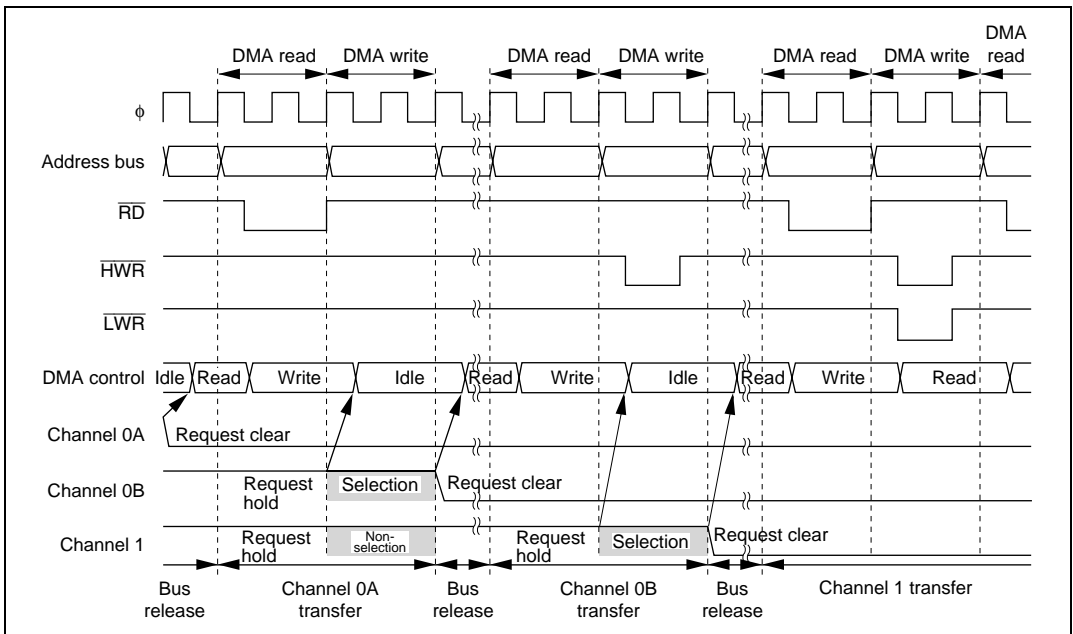 DMA
DMA read DMA write DMA read DMA write DMA read DMA write read
φ
Address bus
RD
HWR
LWR
DMA control Idle Read Write Idle Read Write Idle Read Write Read
Channel 0A Request clear
Channel 0B Request hold Selection Request clear
Channel 1 Request hold Non-selection Request hold Selection Request clear
Bus release Channel 0A transfer Bus release Channel 0B transfer Bus release Channel 1 transfer